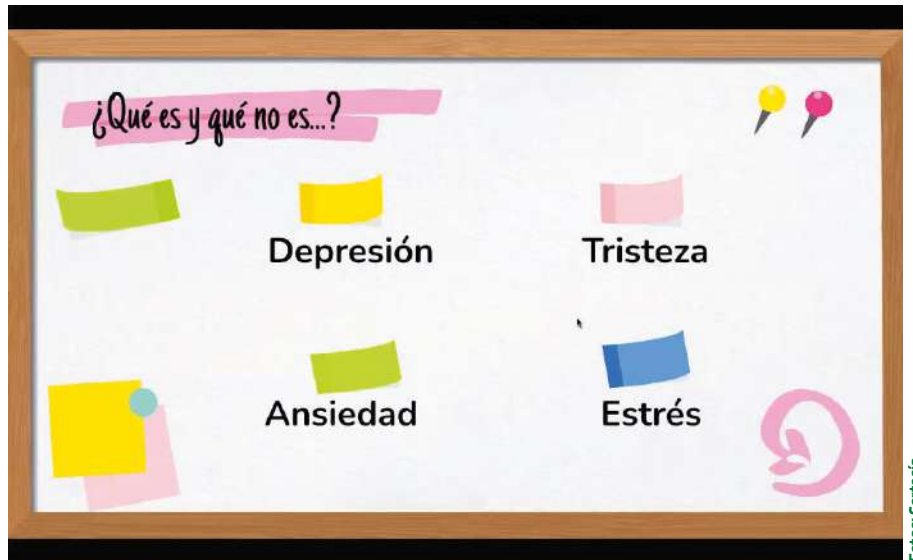 ¿Qué es y qué no es...?
Depresión
Tristeza
Ansiedad
Estrés